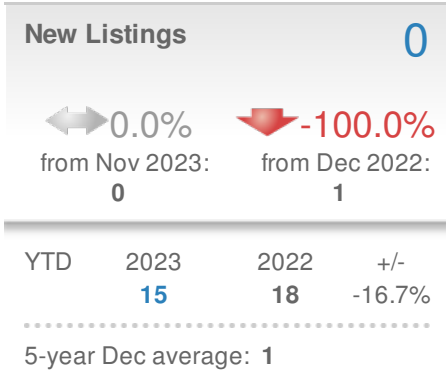 New Listings 0
0.0% -100.0%
from Nov 2023: from Dec 2022:
0 1
YTD 2023 2022 +/-
15 18 -16.7%
5-year Dec average: 1